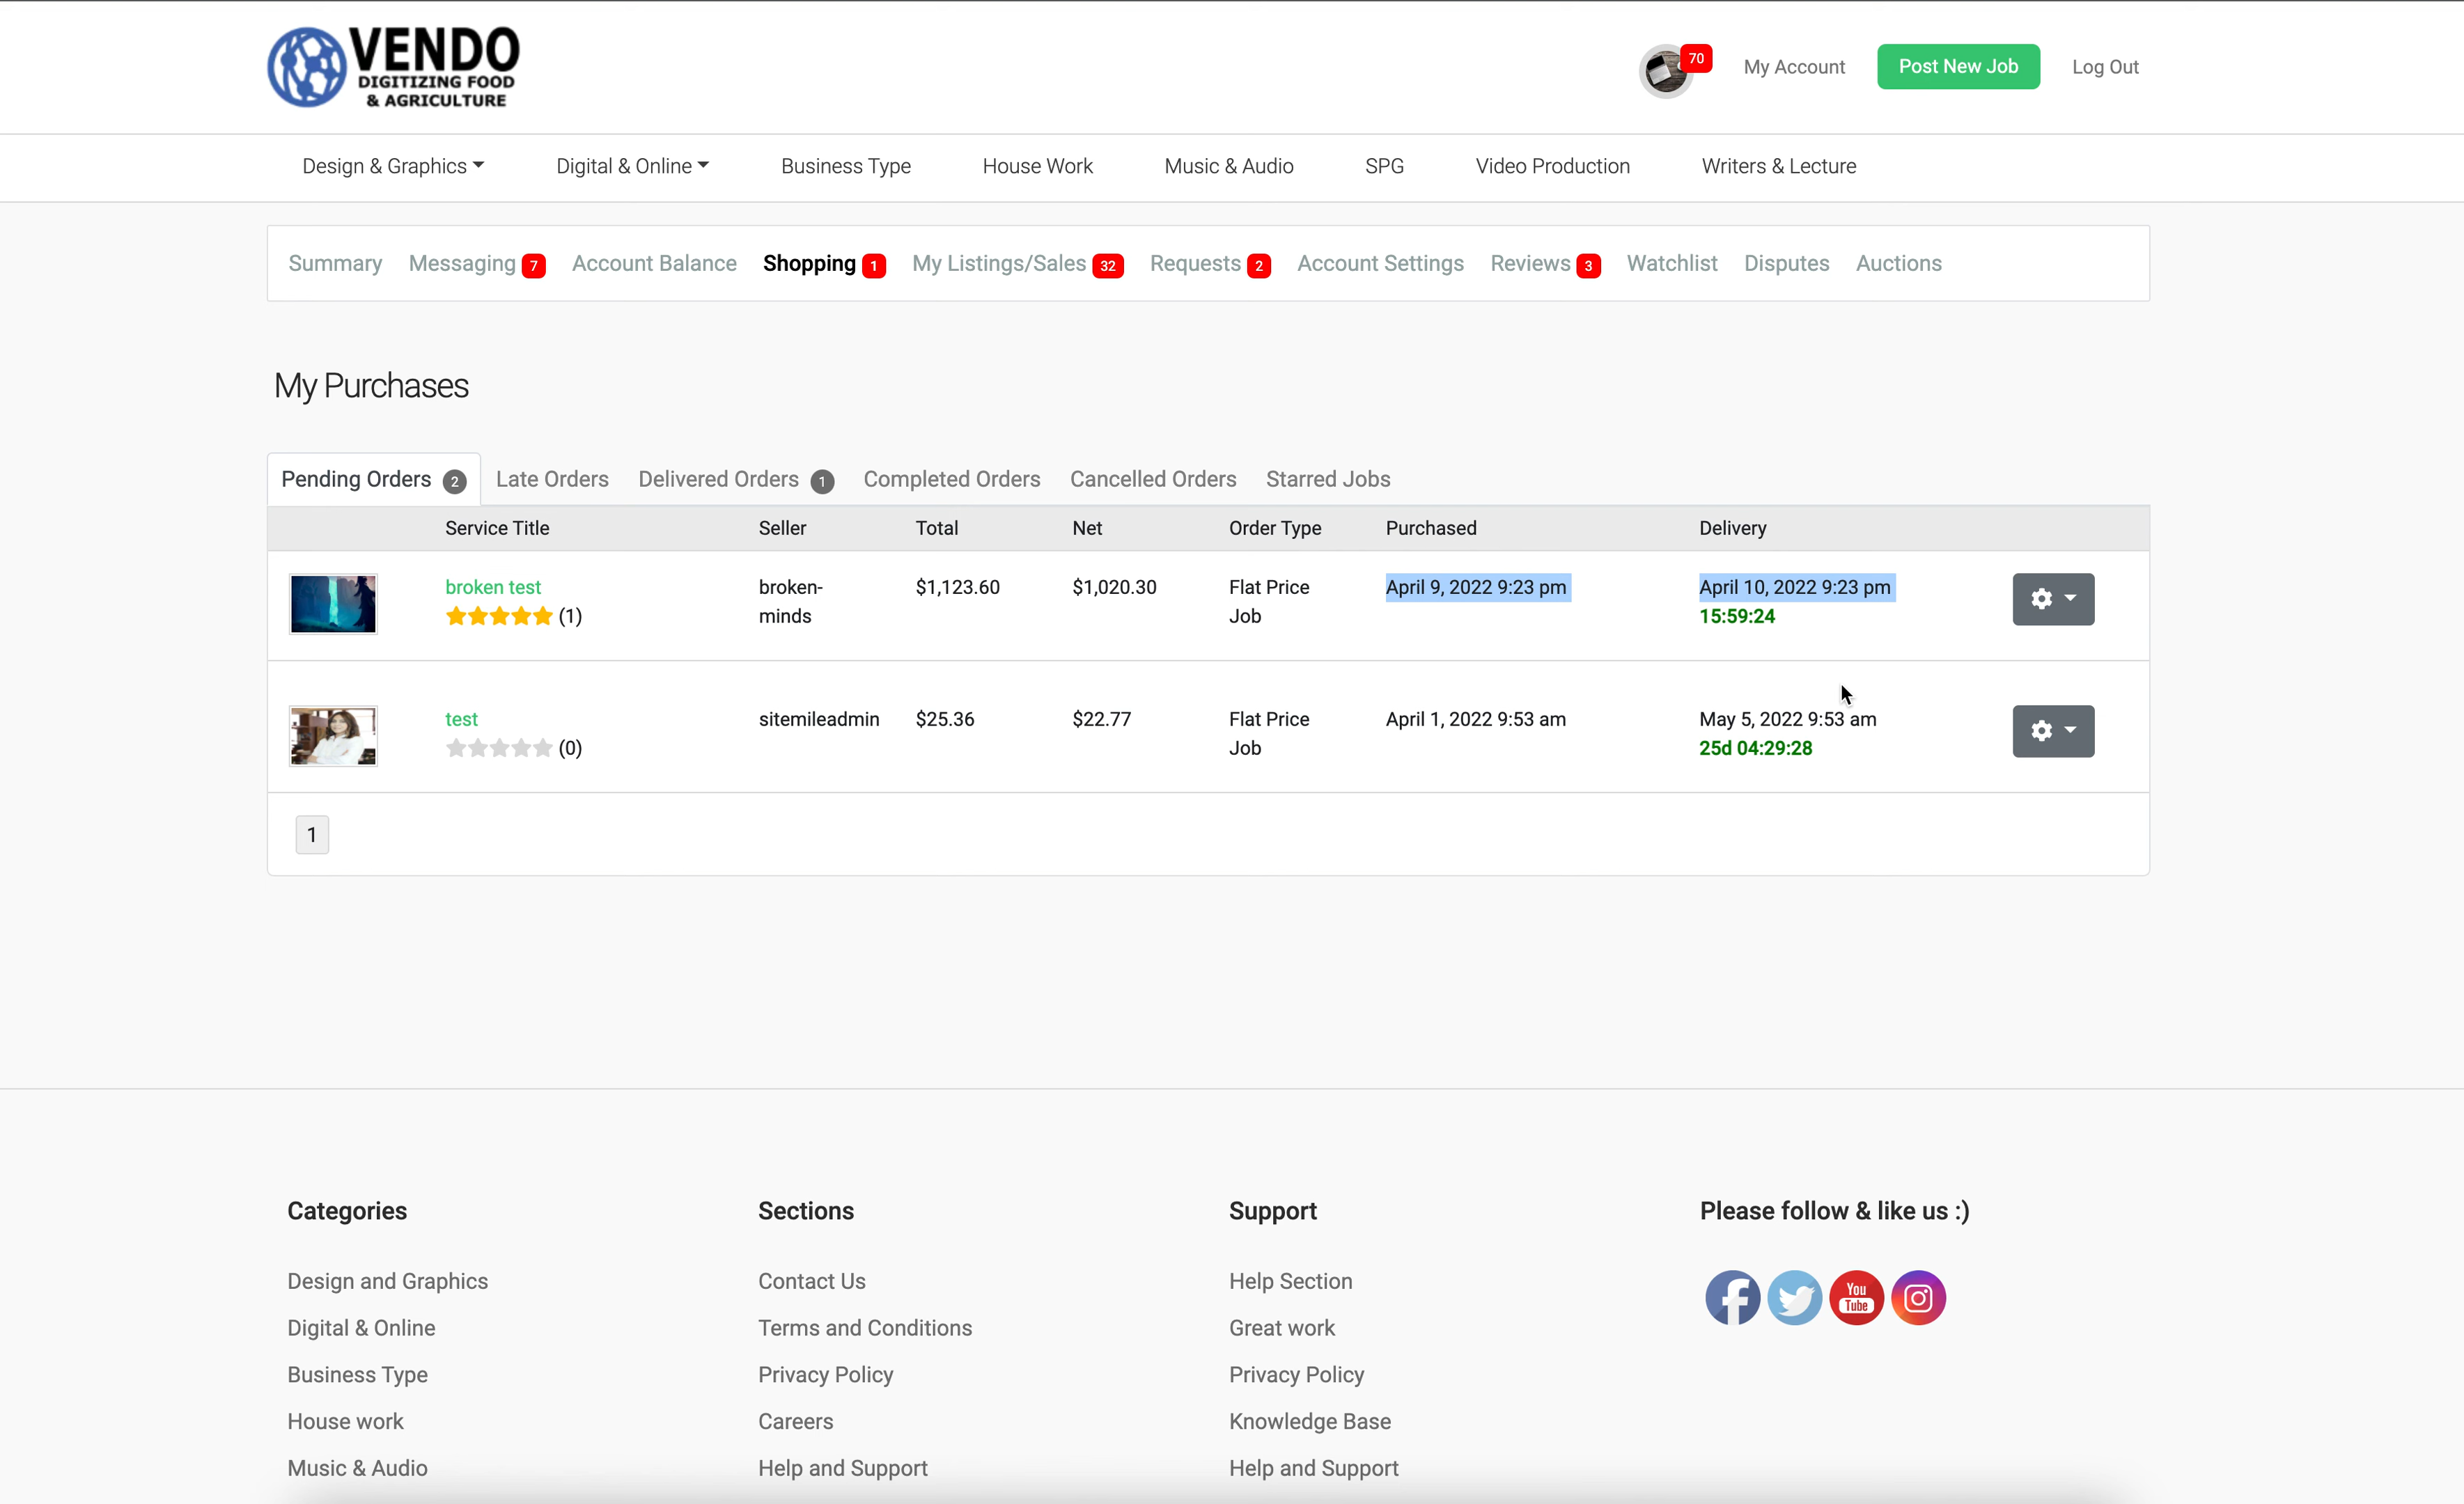 VENDO
DIGITIZING FOOD
& AGRICULTURE
70
My Account
Post New Job
Log Out
Design & Graphics
Digital & Online
Business Type
House Work
Music & Audio
SPG
Video Production
Writers & Lecture
Summary
Messaging 7
Account Balance
Shopping 1
My Listings/Sales 32
Requests 2
Account Settings
Reviews 3
Watchlist
Disputes
Auctions
My Purchases
Pending Orders 2
Late Orders
Delivered Orders 1
Completed Orders
Cancelled Orders
Starred Jobs
Service Title
Seller
Total
Net
Order Type
Purchased
Delivery
broken test
(1)
broken-
minds
$1,123.60
$1,020.30
Flat Price
Job
April 9, 2022 9:23 pm
April 10, 2022 9:23 pm
15:59:24
test
(0)
sitemileadmin
$25.36
$22.77
Flat Price
Job
April 1, 2022 9:53 am
May 5, 2022 9:53 am
25d 04:29:28
1
Categories
Design and Graphics
Digital & Online
Business Type
House work
Music & Audio
Sections
Contact Us
Terms and Conditions
Privacy Policy
Careers
Help and Support
Support
Help Section
Great work
Privacy Policy
Knowledge Base
Help and Support
Please follow & like us :)
You
Tube